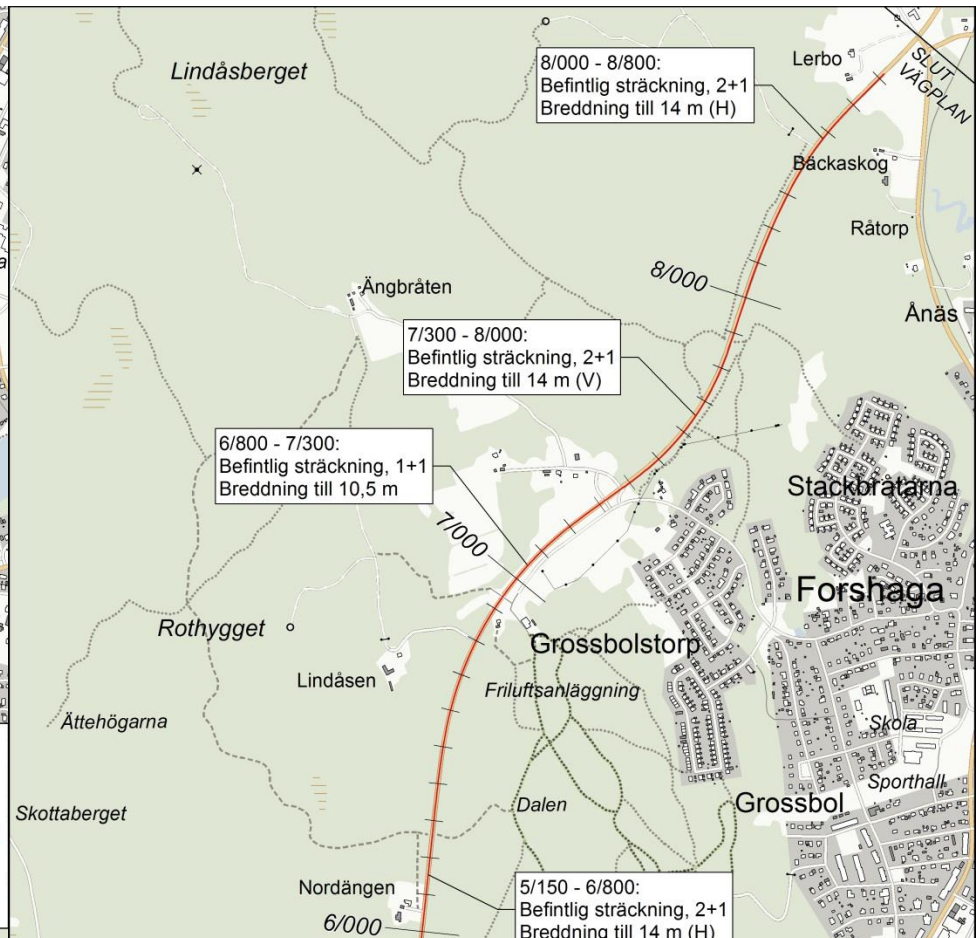 Lindåsberget
8/000 - 8/800:
Befintlig sträckning, 2+1
Breddning till 14 m (H)
Lerbo
SLUT
VÄGPLAN
Bäckaskog
Råtorp
8/000
Ängbråten
Ånäs
7/300 - 8/000:
Befintlig sträckning, 2+1
Breddning till 14 m (V)
6/800 - 7/300:
Befintlig sträckning, 1+1
Breddning till 10,5 m
Stackbråtarna
7/000
Forshaga
Rothygget
Grossbolstorp
Lindåsen
Friluftsanläggning
Ättehögarna
Skola
Sporthall
Skottaberget
Dalen
Grossbol
Nordängen
5/150 - 6/800:
Befintlig sträckning, 2+1
Breddning till 14 m (H)
6/000